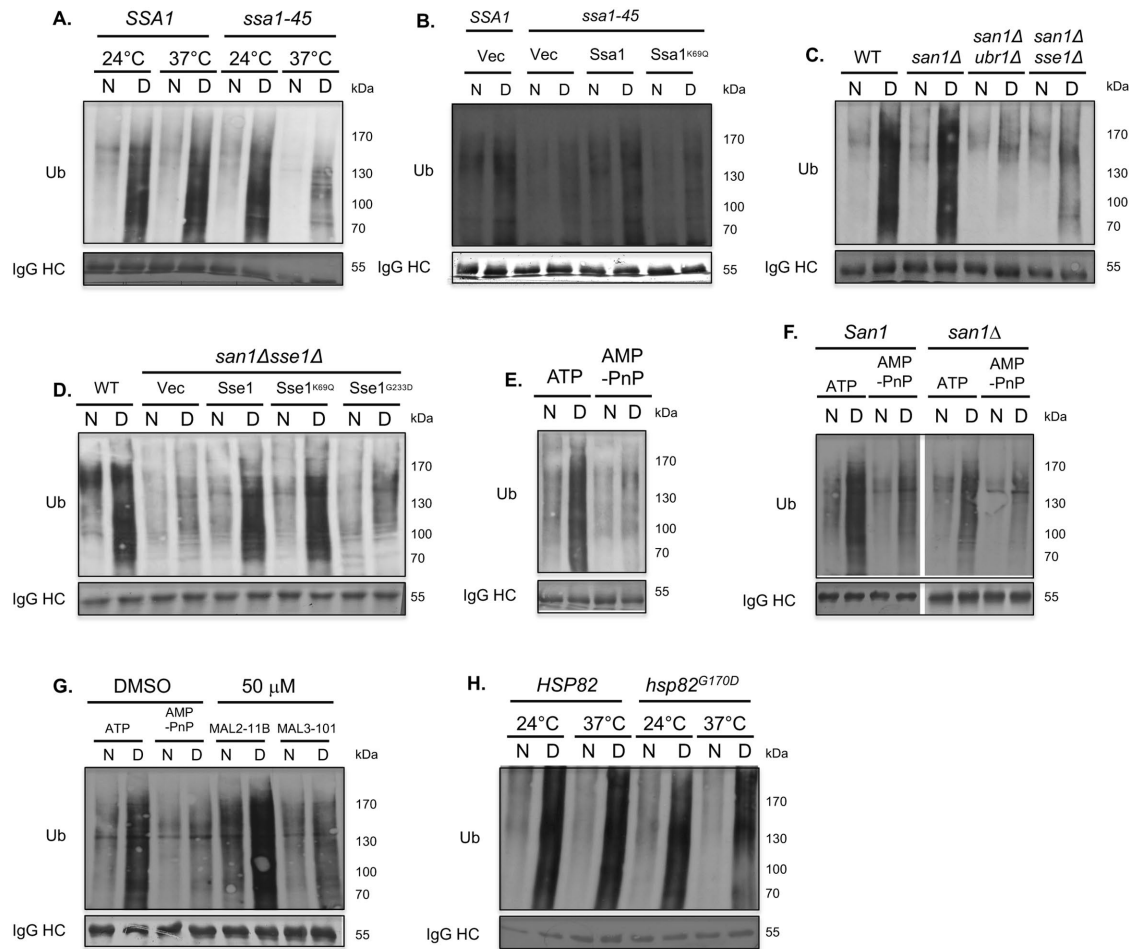 A.
SSA1 ssa1-45
24°C 37°C 24°C 37°C
N D N D N D N D kDa
170
Ub
130
100
70
IgG HC 55
B.
SSA1 ssa1-45
Vec Vec Ssa1 Ssa1K69Q
N D N D N D N D kDa
170
Ub
130
100
70
IgG HC 55
C.
san1Δ san1Δ
WT san1Δ ubr1Δ sse1Δ
N D N D N D N D kDa
170
Ub
130
100
70
IgG HC 55
D.
san1Δsse1Δ
WT Vec Sse1 Sse1K69Q Sse1G233D
N D N D N D N D N D kDa
170
Ub
130
100
70
IgG HC 55
E.
AMP
ATP -PnP
N D N D kDa
170
Ub
130
100
70
IgG HC 55
F.
San1 san1Δ
AMP AMP
ATP -PnP ATP -PnP
N D N D N D N D kDa
170
Ub
130
100
70
IgG HC 55
G.
DMSO 50 μM
AMP
ATP -PnP MAL2-11B MAL3-101
N D N D N D N D kDa
170
Ub
130
100
70
IgG HC 55
H.
HSP82 hsp82G170D
24°C 37°C 24°C 37°C
N D N D N D N D kDa
170
Ub
130
100
70
IgG HC 55